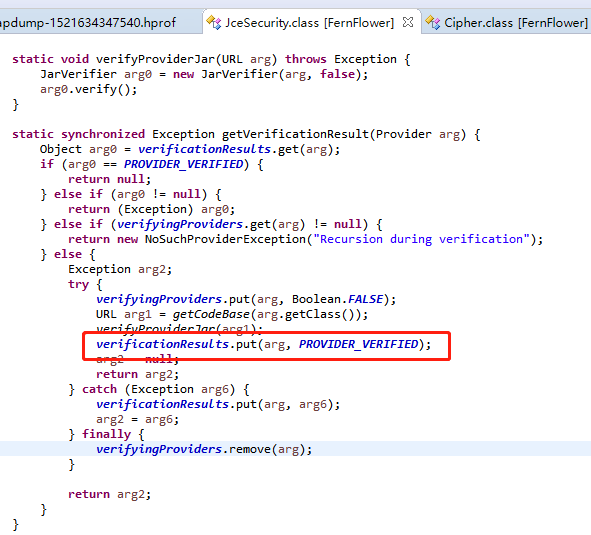 apdump-1521634347540.hprof
JceSecurity.class [FernFlower]
Cipher.class [FernFlower]
static void verifyProviderJar(URL arg) throws Exception {
JarVerifier arg0 = new JarVerifier(arg, false);
arg0.verify();
}
static synchronized Exception getVerificationResult(Provider arg) {
Object arg0 = verificationResults.get(arg);
if (arg0 == PROVIDER_VERIFIED) {
return null;
} else if (arg0 != null) {
return (Exception) arg0;
} else if (verifyingProviders.get(arg) != null) {
return new NoSuchProviderException("Recursion during verification");
} else {
Exception arg2;
try {
verifyingProviders.put(arg, Boolean.FALSE);
URL arg1 = getCodeBase(arg.getClass());
verifyProviderJar(arg1);
verificationResults.put(arg, PROVIDER_VERIFIED);
arg2 = null;
return arg2;
} catch (Exception arg6) {
verificationResults.put(arg, arg6);
arg2 = arg6;
} finally {
verifyingProviders.remove(arg);
}
return arg2;
}
}